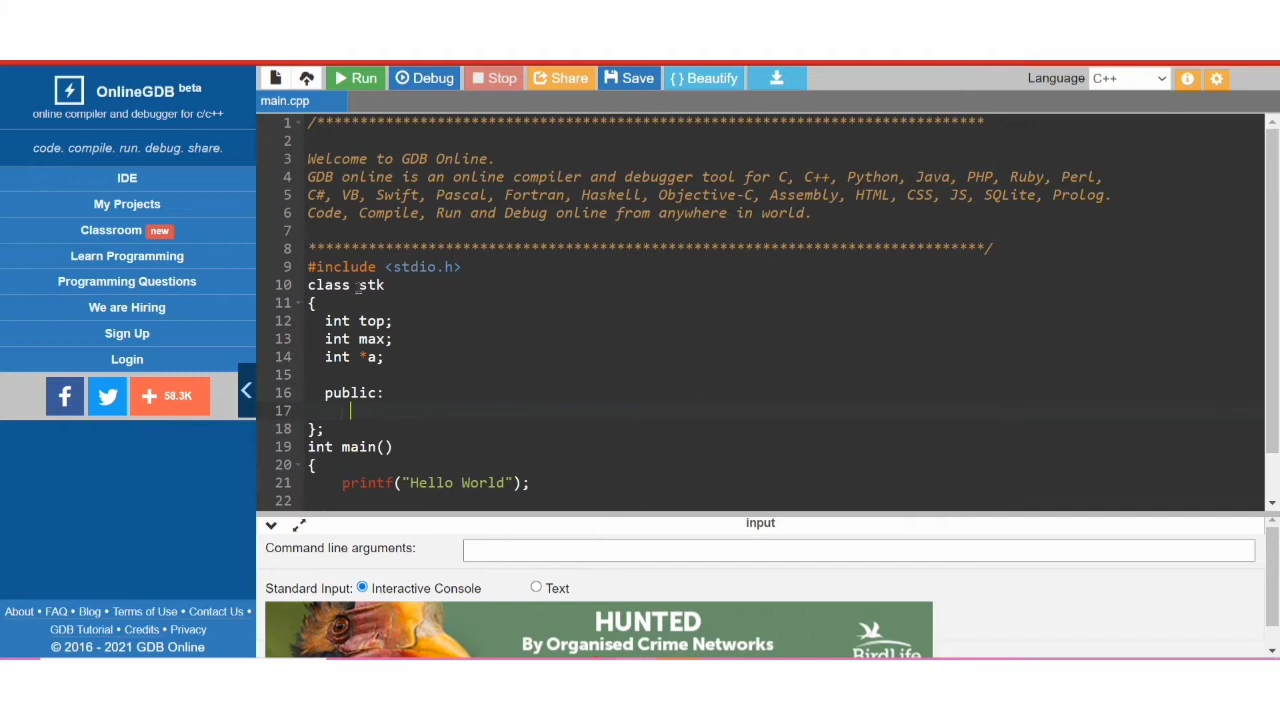 OnlineGDB beta
online compiler and debugger for c/c++
code. compile. run. debug. share.
IDE
My Projects
Classroom new
Learn Programming
Programming Questions
We are Hiring
Sign Up
Login
58.3K
About • FAQ • Blog • Terms of Use • Contact Us •
GDB Tutorial • Credits • Privacy
© 2016 - 2021 GDB Online
Run Debug Stop Share Save { } Beautify Language C++
main.cpp
1 /******************************************************************************
2
3 Welcome to GDB Online.
4 GDB online is an online compiler and debugger tool for C, C++, Python, Java, PHP, Ruby, Perl,
5 C#, VB, Swift, Pascal, Fortran, Haskell, Objective-C, Assembly, HTML, CSS, JS, SQLite, Prolog.
6 Code, Compile, Run and Debug online from anywhere in world.
7
8 *******************************************************************************/
9 #include <stdio.h>
10 class stk
11 {
12 int top;
13 int max;
14 int *a;
15
16 public:
17
18 };
19 int main()
20 {
21 printf("Hello World");
22
input
Command line arguments:
Standard Input: Interactive Console Text
HUNTED
By Organised Crime Networks
BirdLife